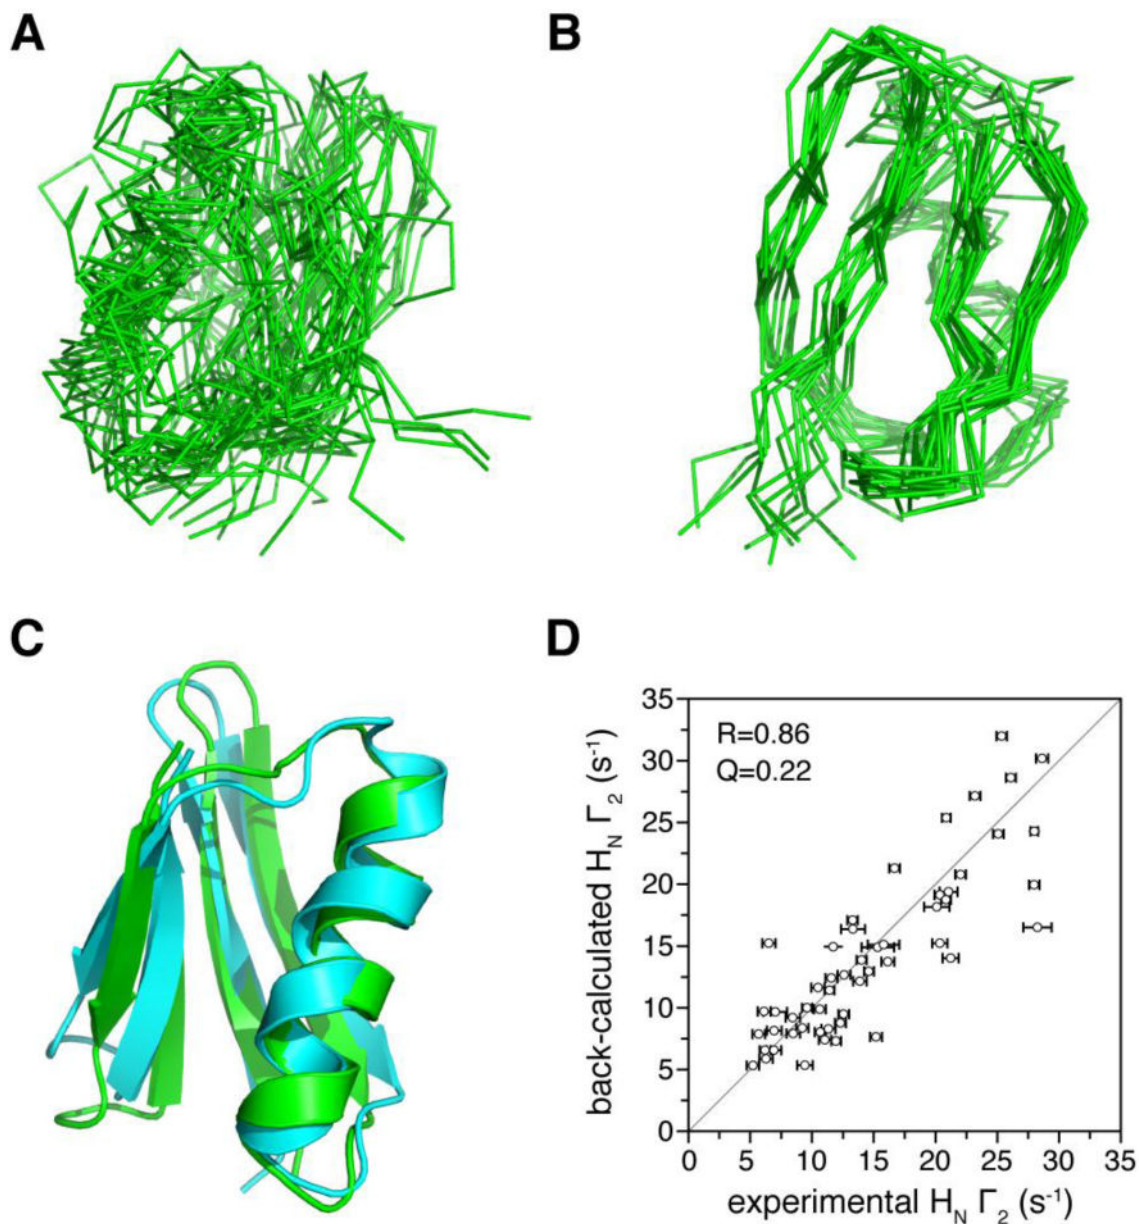 A
B
C
D
R=0.86
Q=0.22
back-calculated H_N Γ_2 (s⁻¹)
35
30
25
20
15
10
5
0
0 5 10 15 20 25 30 35
experimental H_N Γ_2 (s⁻¹)